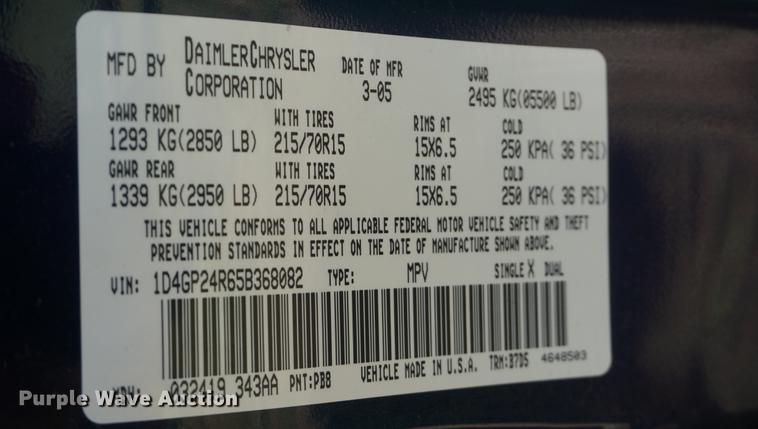 MFD BY DAIMLERCHRYSLER CORPORATION DATE OF MFR 3-05 GVWR 2495 KG(05500 LB)
GAWR FRONT WITH TIRES RIMS AT COLD
1293 KG(2850 LB) 215/70R15 15X6.5 250 KPA( 36 PSI)
GAWR REAR WITH TIRES RIMS AT COLD
1339 KG(2950 LB) 215/70R15 15X6.5 250 KPA( 36 PSI)
THIS VEHICLE CONFORMS TO ALL APPLICABLE FEDERAL MOTOR VEHICLE SAFETY AND THEFT
PREVENTION STANDARDS IN EFFECT ON THE DATE OF MANUFACTURE SHOWN ABOVE.
VIN: 1D4GP24R65B368082 TYPE: MPV SINGLE X DUAL
032419 343AA PNT:PB8 VEHICLE MADE IN U.S.A. TRM:B7D5 4648503
Purple Wave Auction